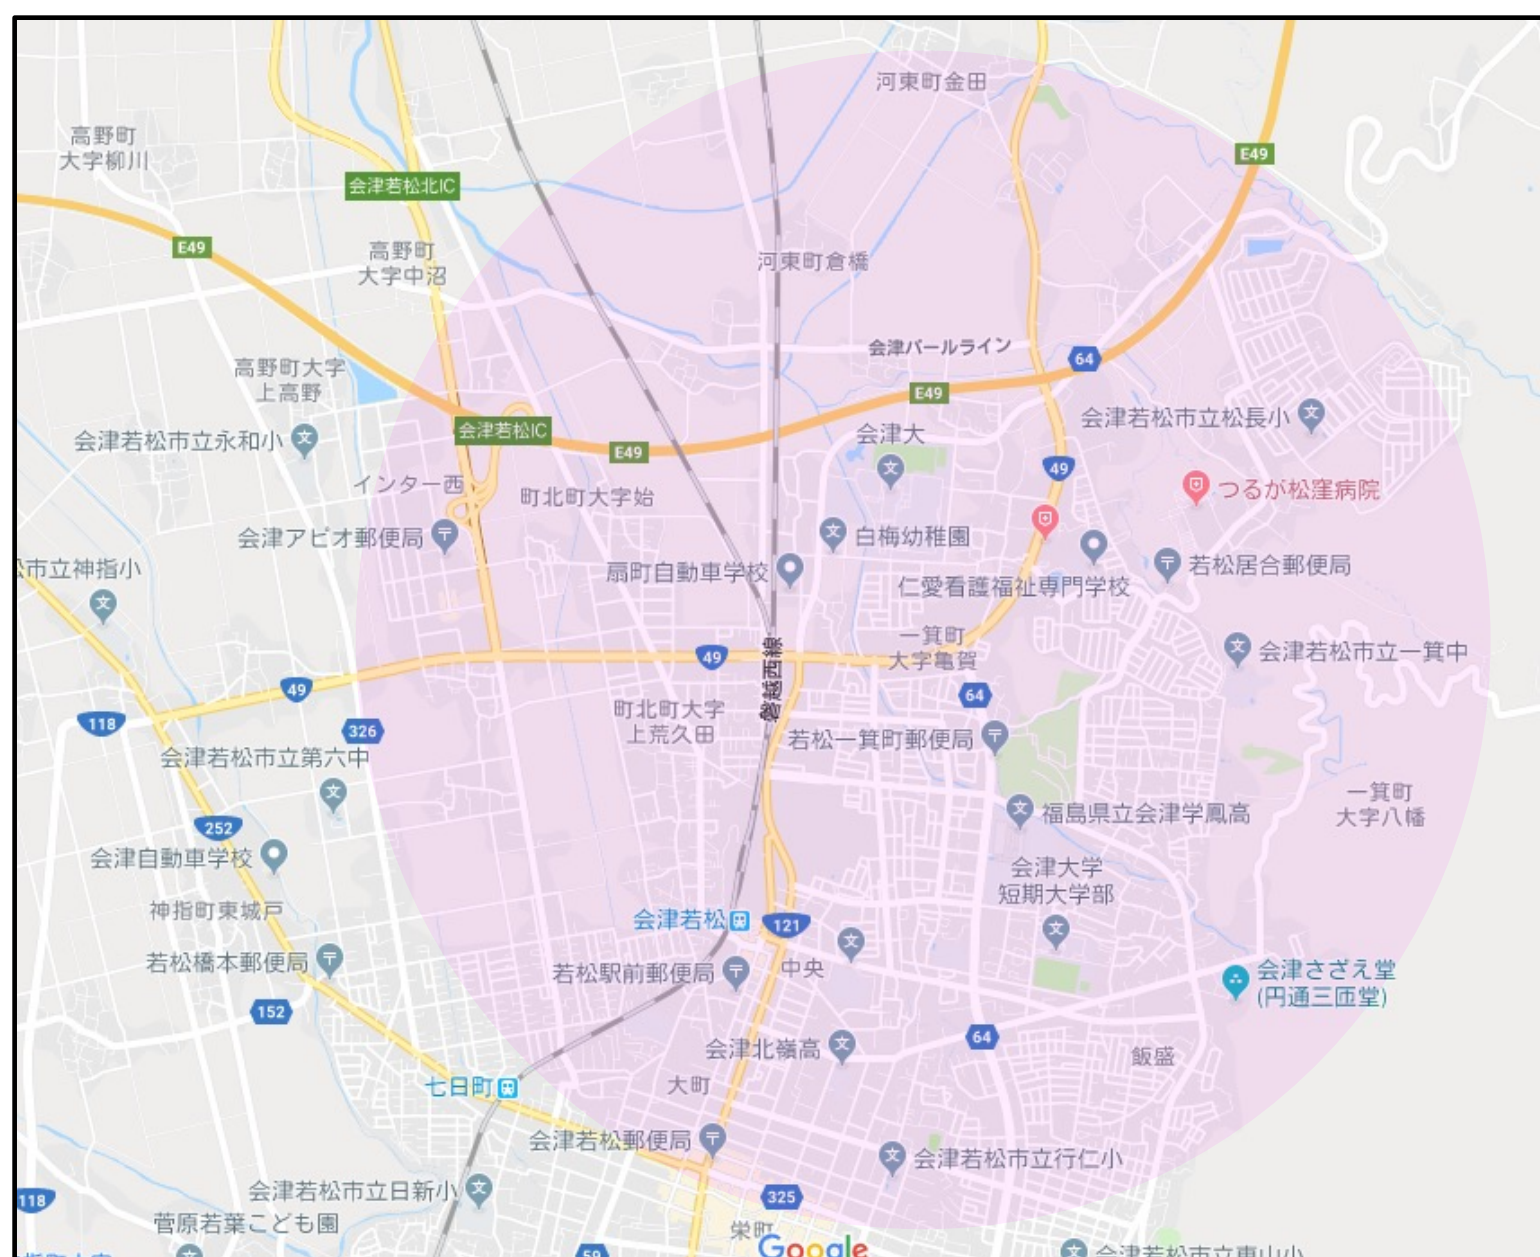 河東町金田
高野町
大字柳川
E49
会津若松北IC
E49
高野町
大字中沼
河東町倉橋
会津パールライン
64
高野町大字
上高野
E49
会津若松市立松長小
会津若松IC
会津大
会津若松市立永和小
E49
49
インター西
町北町大字始
つるが松窪病院
会津アピオ郵便局
白梅幼稚園
市立神指小
扇町自動車学校
若松居合郵便局
仁愛看護福祉専門学校
一箕町
大字亀賀
49
会津若松市立一箕中
磐越西線
49
64
118
326
町北町大字
上荒久田
若松一箕町郵便局
会津若松市立第六中
一箕町
大字八幡
福島県立会津学鳳高
252
会津自動車学校
会津大学
短期大学部
神指町東城戸
会津若松
121
若松橋本郵便局
若松駅前郵便局
中央
会津さざえ堂
(円通三匝堂)
152
64
会津北嶺高
飯盛
七日町
大町
会津若松郵便局
会津若松市立行仁小
会津若松市立日新小
118
325
菅原若葉こども園
栄町
Google
59
会津若松市立東山小